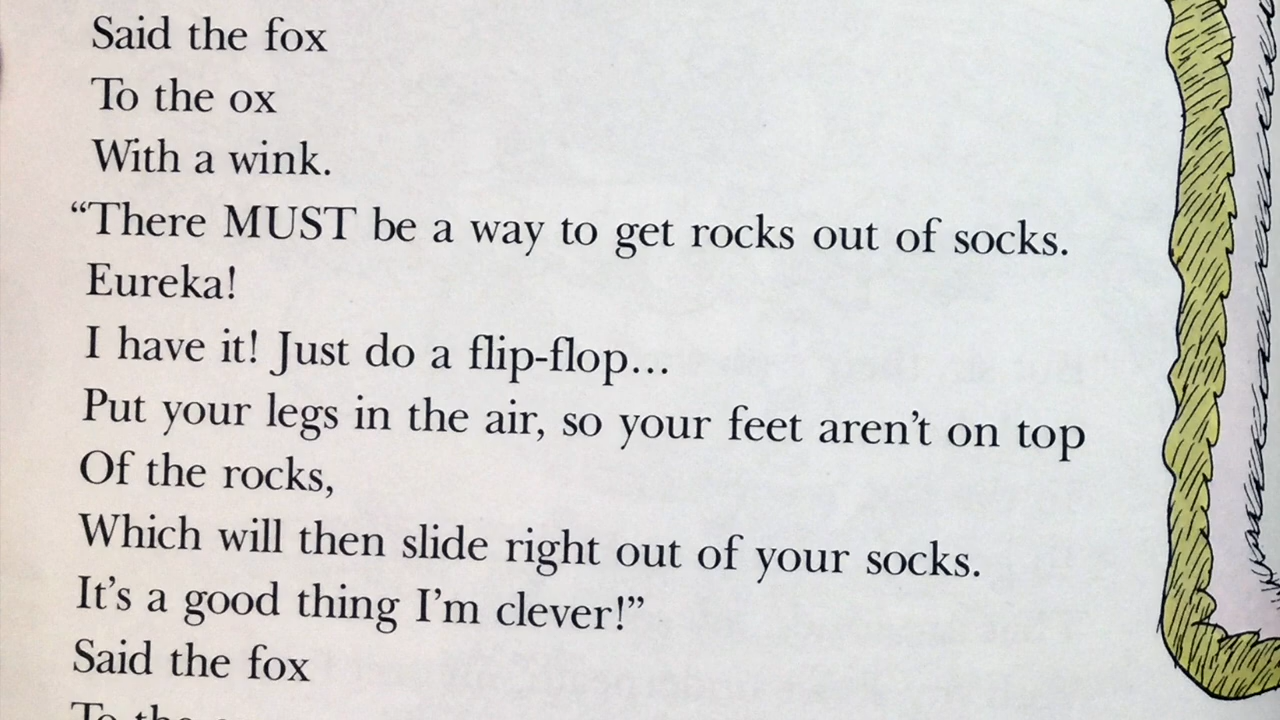 Said the fox
To the ox
With a wink.
“There MUST be a way to get rocks out of socks.
Eureka!
I have it! Just do a flip-flop...
Put your legs in the air, so your feet aren’t on top
Of the rocks,
Which will then slide right out of your socks.
It’s a good thing I’m clever!”
Said the fox
To the